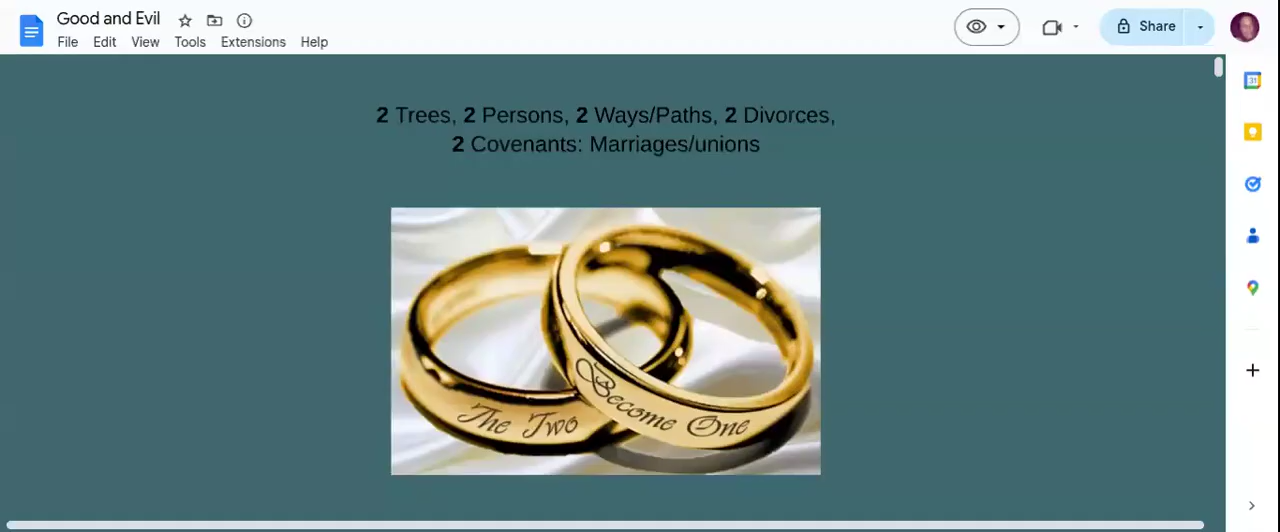 Good and Evil
File Edit View Tools Extensions Help
Share
31
2 Trees, 2 Persons, 2 Ways/Paths, 2 Divorces,
2 Covenants: Marriages/unions
The Two Become One